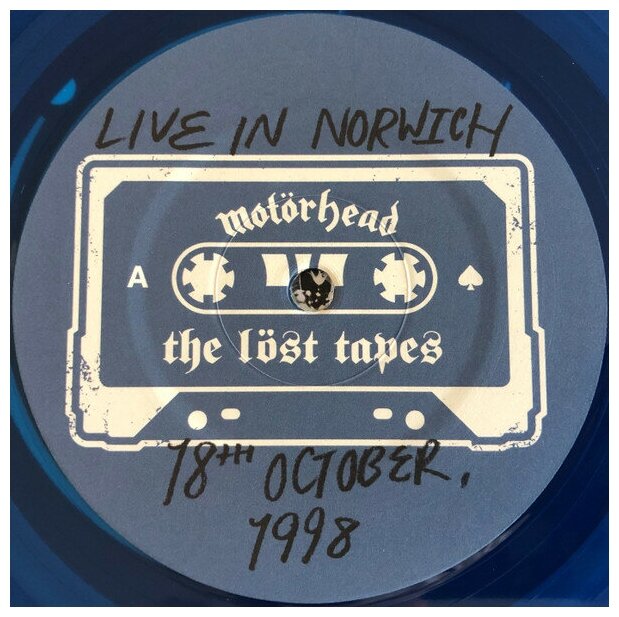 LIVE IN NORWICH
motörhead
A
the löst tapes
18TH OCTOBER,
1998